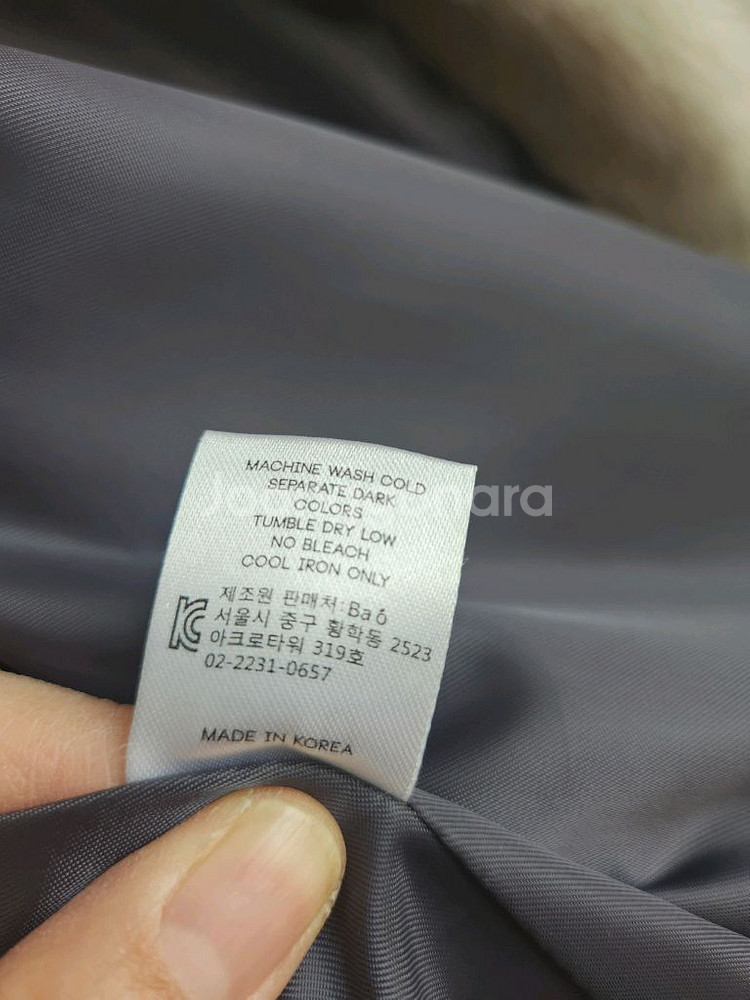 MACHINE WASH COLD
SEPARATE DARK
COLORS
TUMBLE DRY LOW
NO BLEACH
COOL IRON ONLY
제조원 판매처:Ba6
서울시 중구 황학동 2523
아크로타워 319호
02-2231-0657
MADE IN KOREA